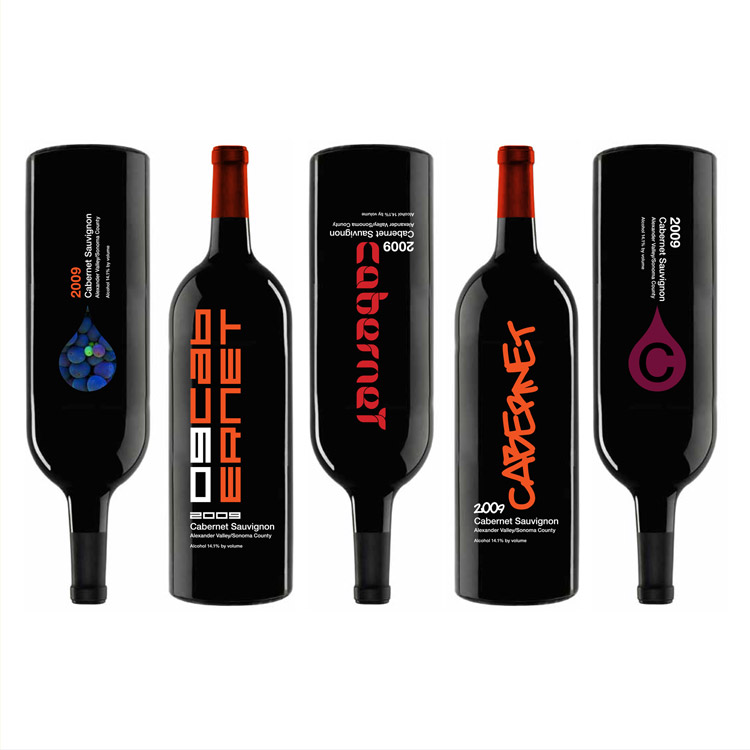 2009
Cabernet Sauvignon
Alexander Valley/Sonoma County
Alcohol 14.1% by volume
09cab
ERNET
2009
Cabernet Sauvignon
Alexander Valley/Sonoma County
Alcohol 14.1% by volume
cabernet
2009
Cabernet Sauvignon
Alexander Valley/Sonoma County
Alcohol 14.1% by volume
CABERNET
2009
Cabernet Sauvignon
Alexander Valley/Sonoma County
Alcohol 14.1% by volume
2009
Cabernet Sauvignon
Alexander Valley/Sonoma County
Alcohol 14.1% by volume
C